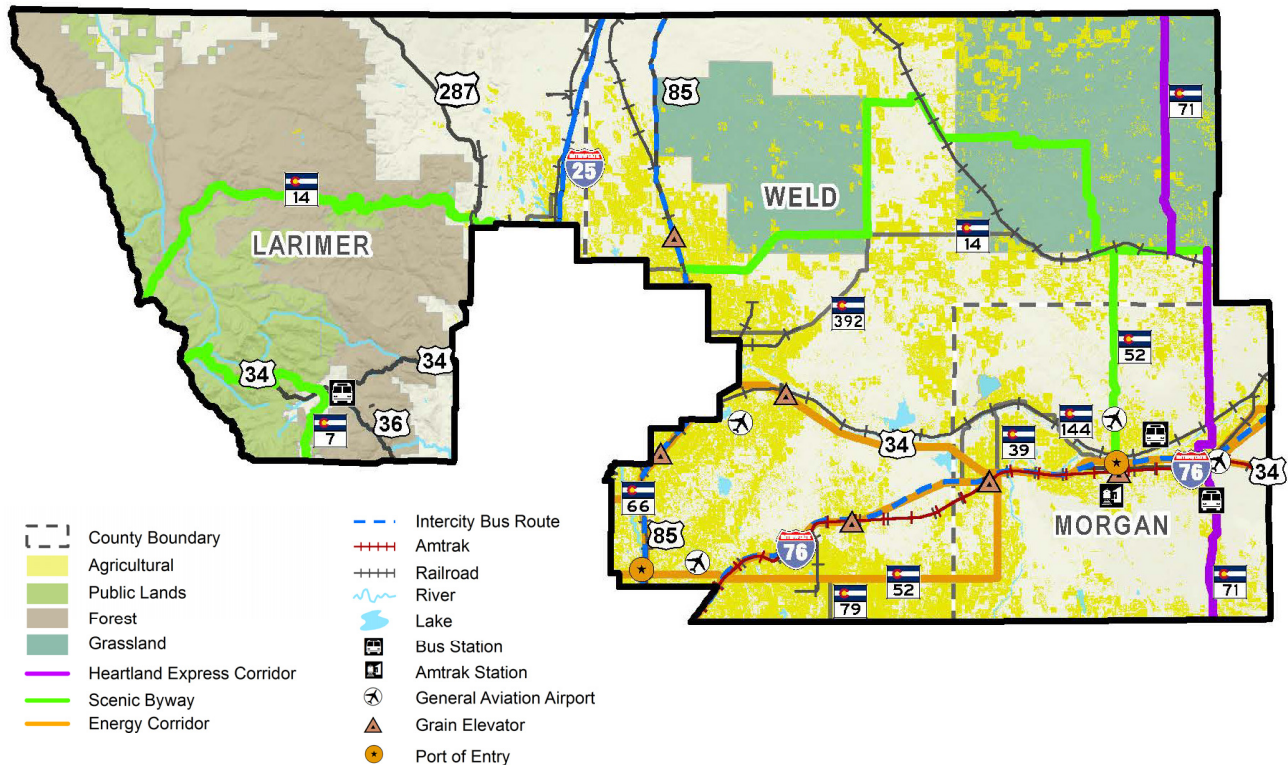 287
85
71
INTERSTATE
25
14
WELD
LARIMER
14
392
34
34
52
7
36
34
39
144
INTERSTATE
76
34
66
MORGAN
85
INTERSTATE
76
52
71
79
County Boundary
Agricultural
Public Lands
Forest
Grassland
Heartland Express Corridor
Scenic Byway
Energy Corridor
Intercity Bus Route
Amtrak
Railroad
River
Lake
Bus Station
Amtrak Station
General Aviation Airport
Grain Elevator
Port of Entry